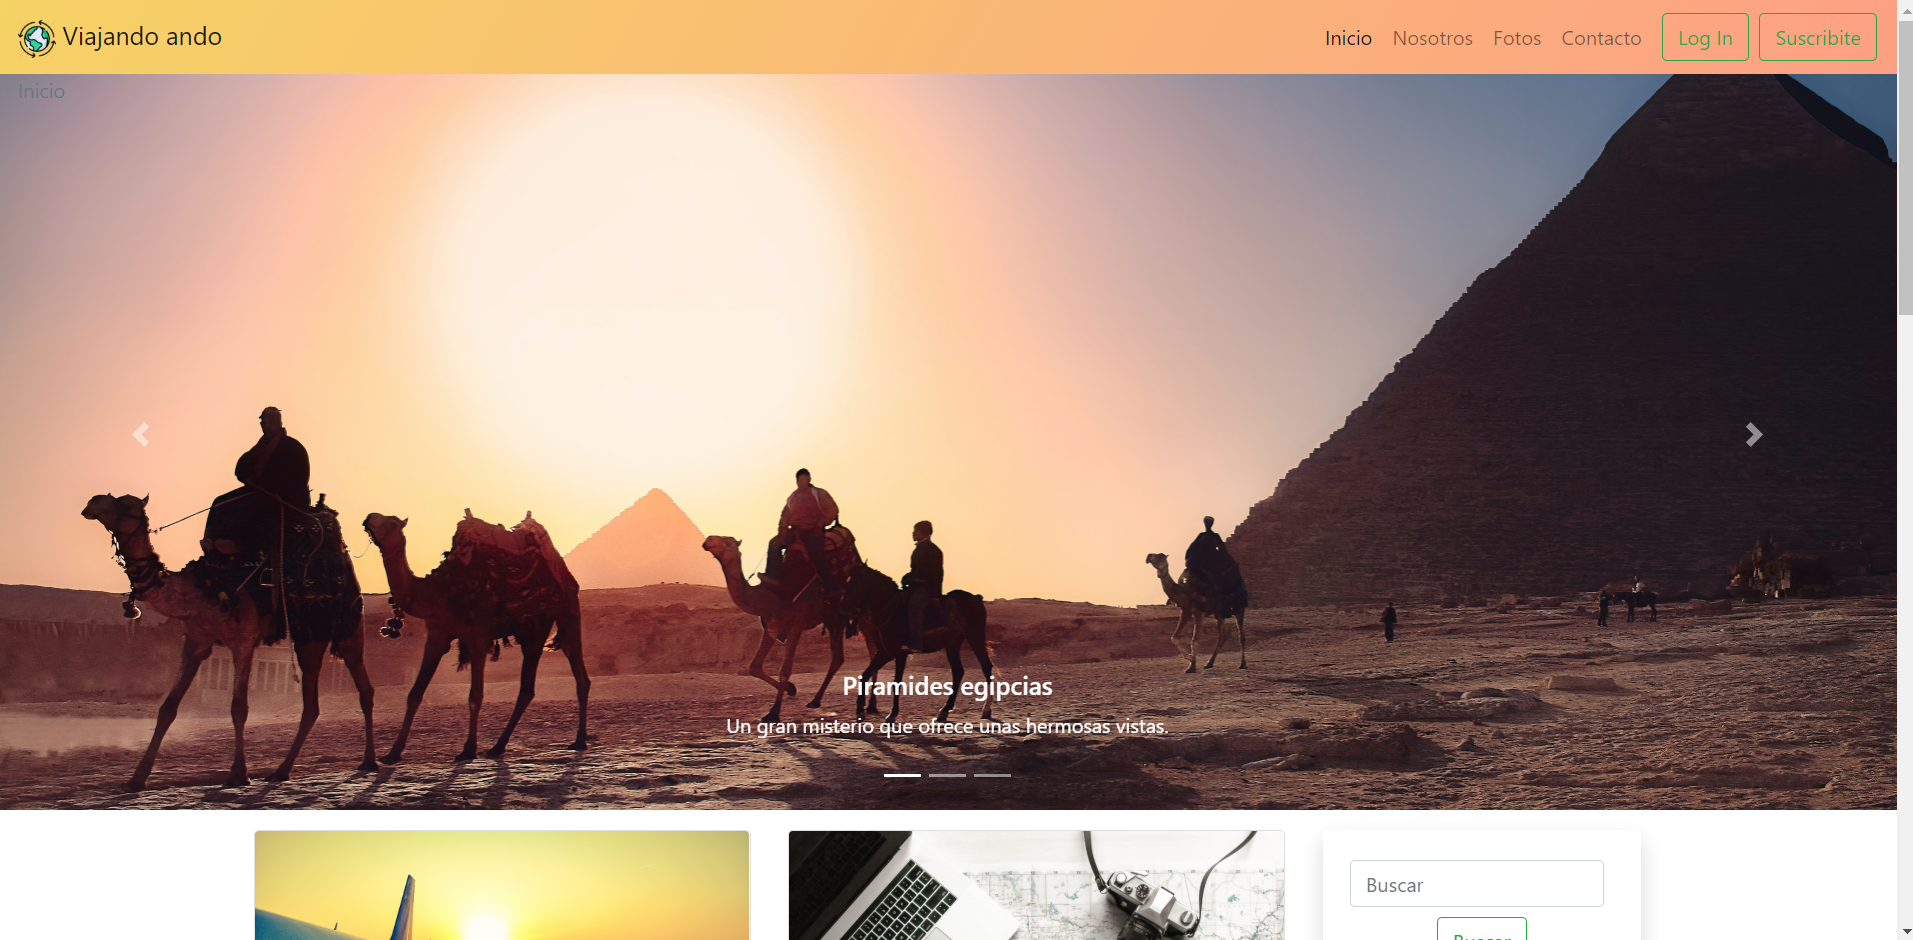 Viajando ando
Inicio
Nosotros
Fotos
Contacto
Log In
Suscribite
Inicio
Piramides egipcias
Un gran misterio que ofrece unas hermosas vistas.
Buscar
Buscar